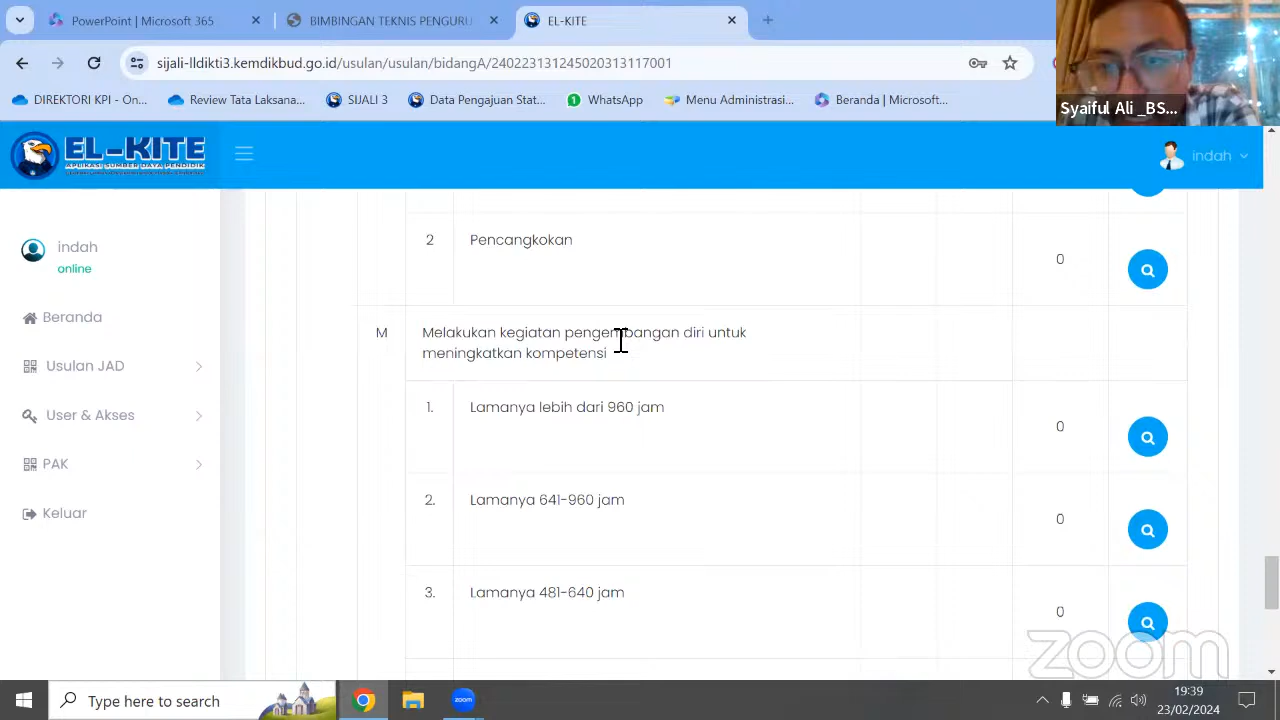 PowerPoint | Microsoft 365
BIMBINGAN TEKNIS PENGURU
EL-KITE
sijali-lldikti3.kemdikbud.go.id/usulan/usulan/bidangA/240223131245020313117001
DIREKTORI KPI - On...
Review Tata Laksana...
SIJALI 3
Data Pengajuan Stat...
WhatsApp
Menu Administrasi...
Beranda | Microsoft...
Syaiful Ali _BS...
EL-KITE
indah
indah
online
Beranda
Usulan JAD
User & Akses
PAK
Keluar
2 Pencangkokan 0
M Melakukan kegiatan pengembangan diri untuk
meningkatkan kompetensi
1. Lamanya lebih dari 960 jam 0
2. Lamanya 641-960 jam 0
3. Lamanya 481-640 jam 0
zoom
Type here to search
zoom
19:39
23/02/2024